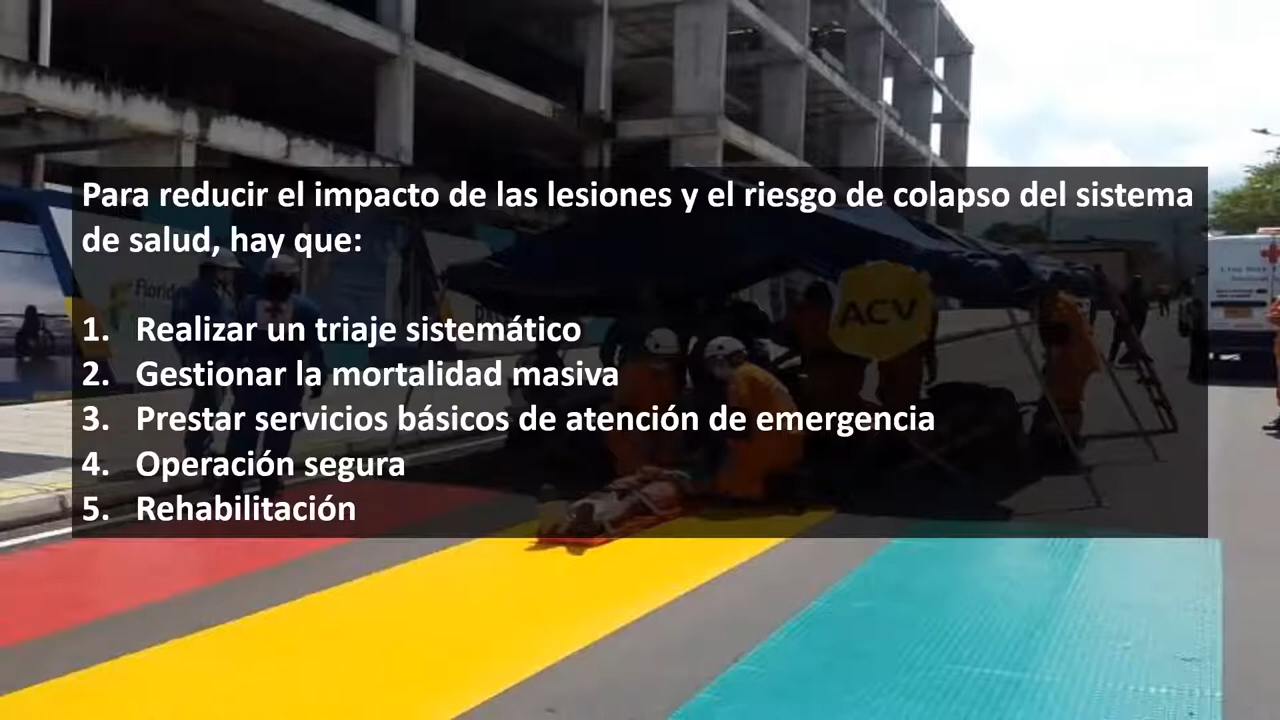 Para reducir el impacto de las lesiones y el riesgo de colapso del sistema
de salud, hay que:
1. Realizar un triaje sistemático
2. Gestionar la mortalidad masiva
3. Prestar servicios básicos de atención de emergencia
4. Operación segura
5. Rehabilitación
ACV